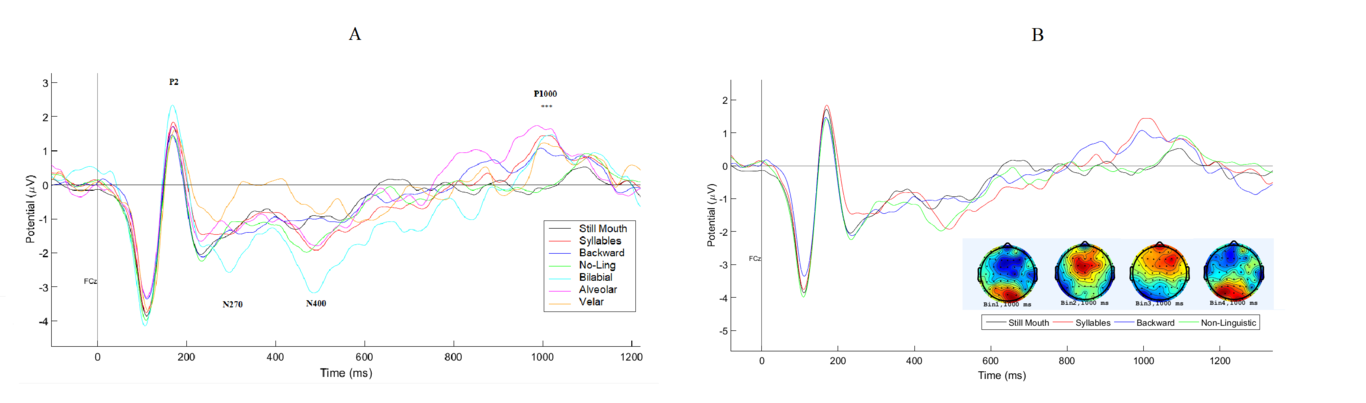 A
B
P2
P1000
***
N270
N400
FCz
3
2
1
0
-1
-2
-3
-4
Potential (μV)
0
200
400
600
800
1000
1200
Time (ms)
Still Mouth
Syllables
Backward
No-Ling
Bilabial
Alveolar
Velar
2
1
0
-1
-2
-3
-4
-5
Potential (μV)
FCz
Bin1,1000 ms
Bin2,1000 ms
Bin3,1000 ms
Bin4,1000 ms
Still Mouth Syllables Backward Non-Linguistic
0
200
400
600
800
1000
1200
Time (ms)